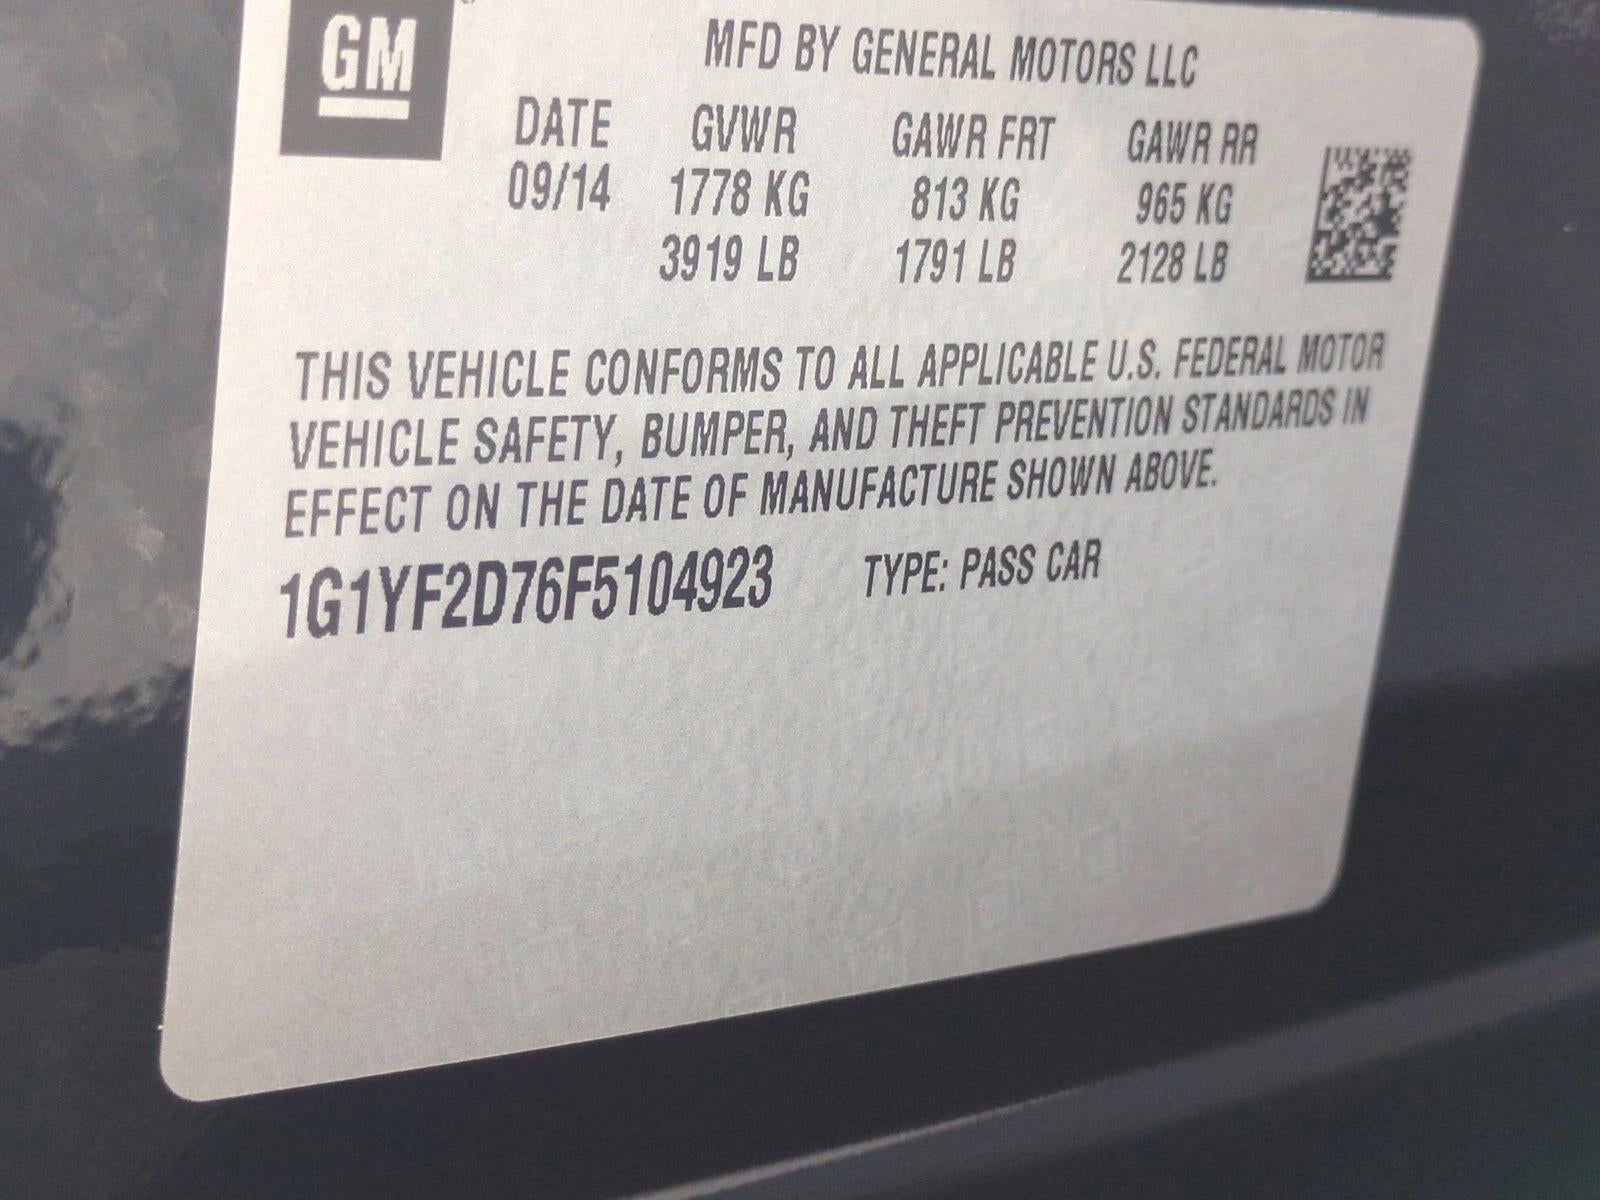 GM
MFD BY GENERAL MOTORS LLC
DATE GVWR GAWR FRT GAWR RR
09/14 1778 KG 813 KG 965 KG
3919 LB 1791 LB 2128 LB
THIS VEHICLE CONFORMS TO ALL APPLICABLE U.S. FEDERAL MOTOR
VEHICLE SAFETY, BUMPER, AND THEFT PREVENTION STANDARDS IN
EFFECT ON THE DATE OF MANUFACTURE SHOWN ABOVE.
1G1YF2D76F5104923 TYPE: PASS CAR